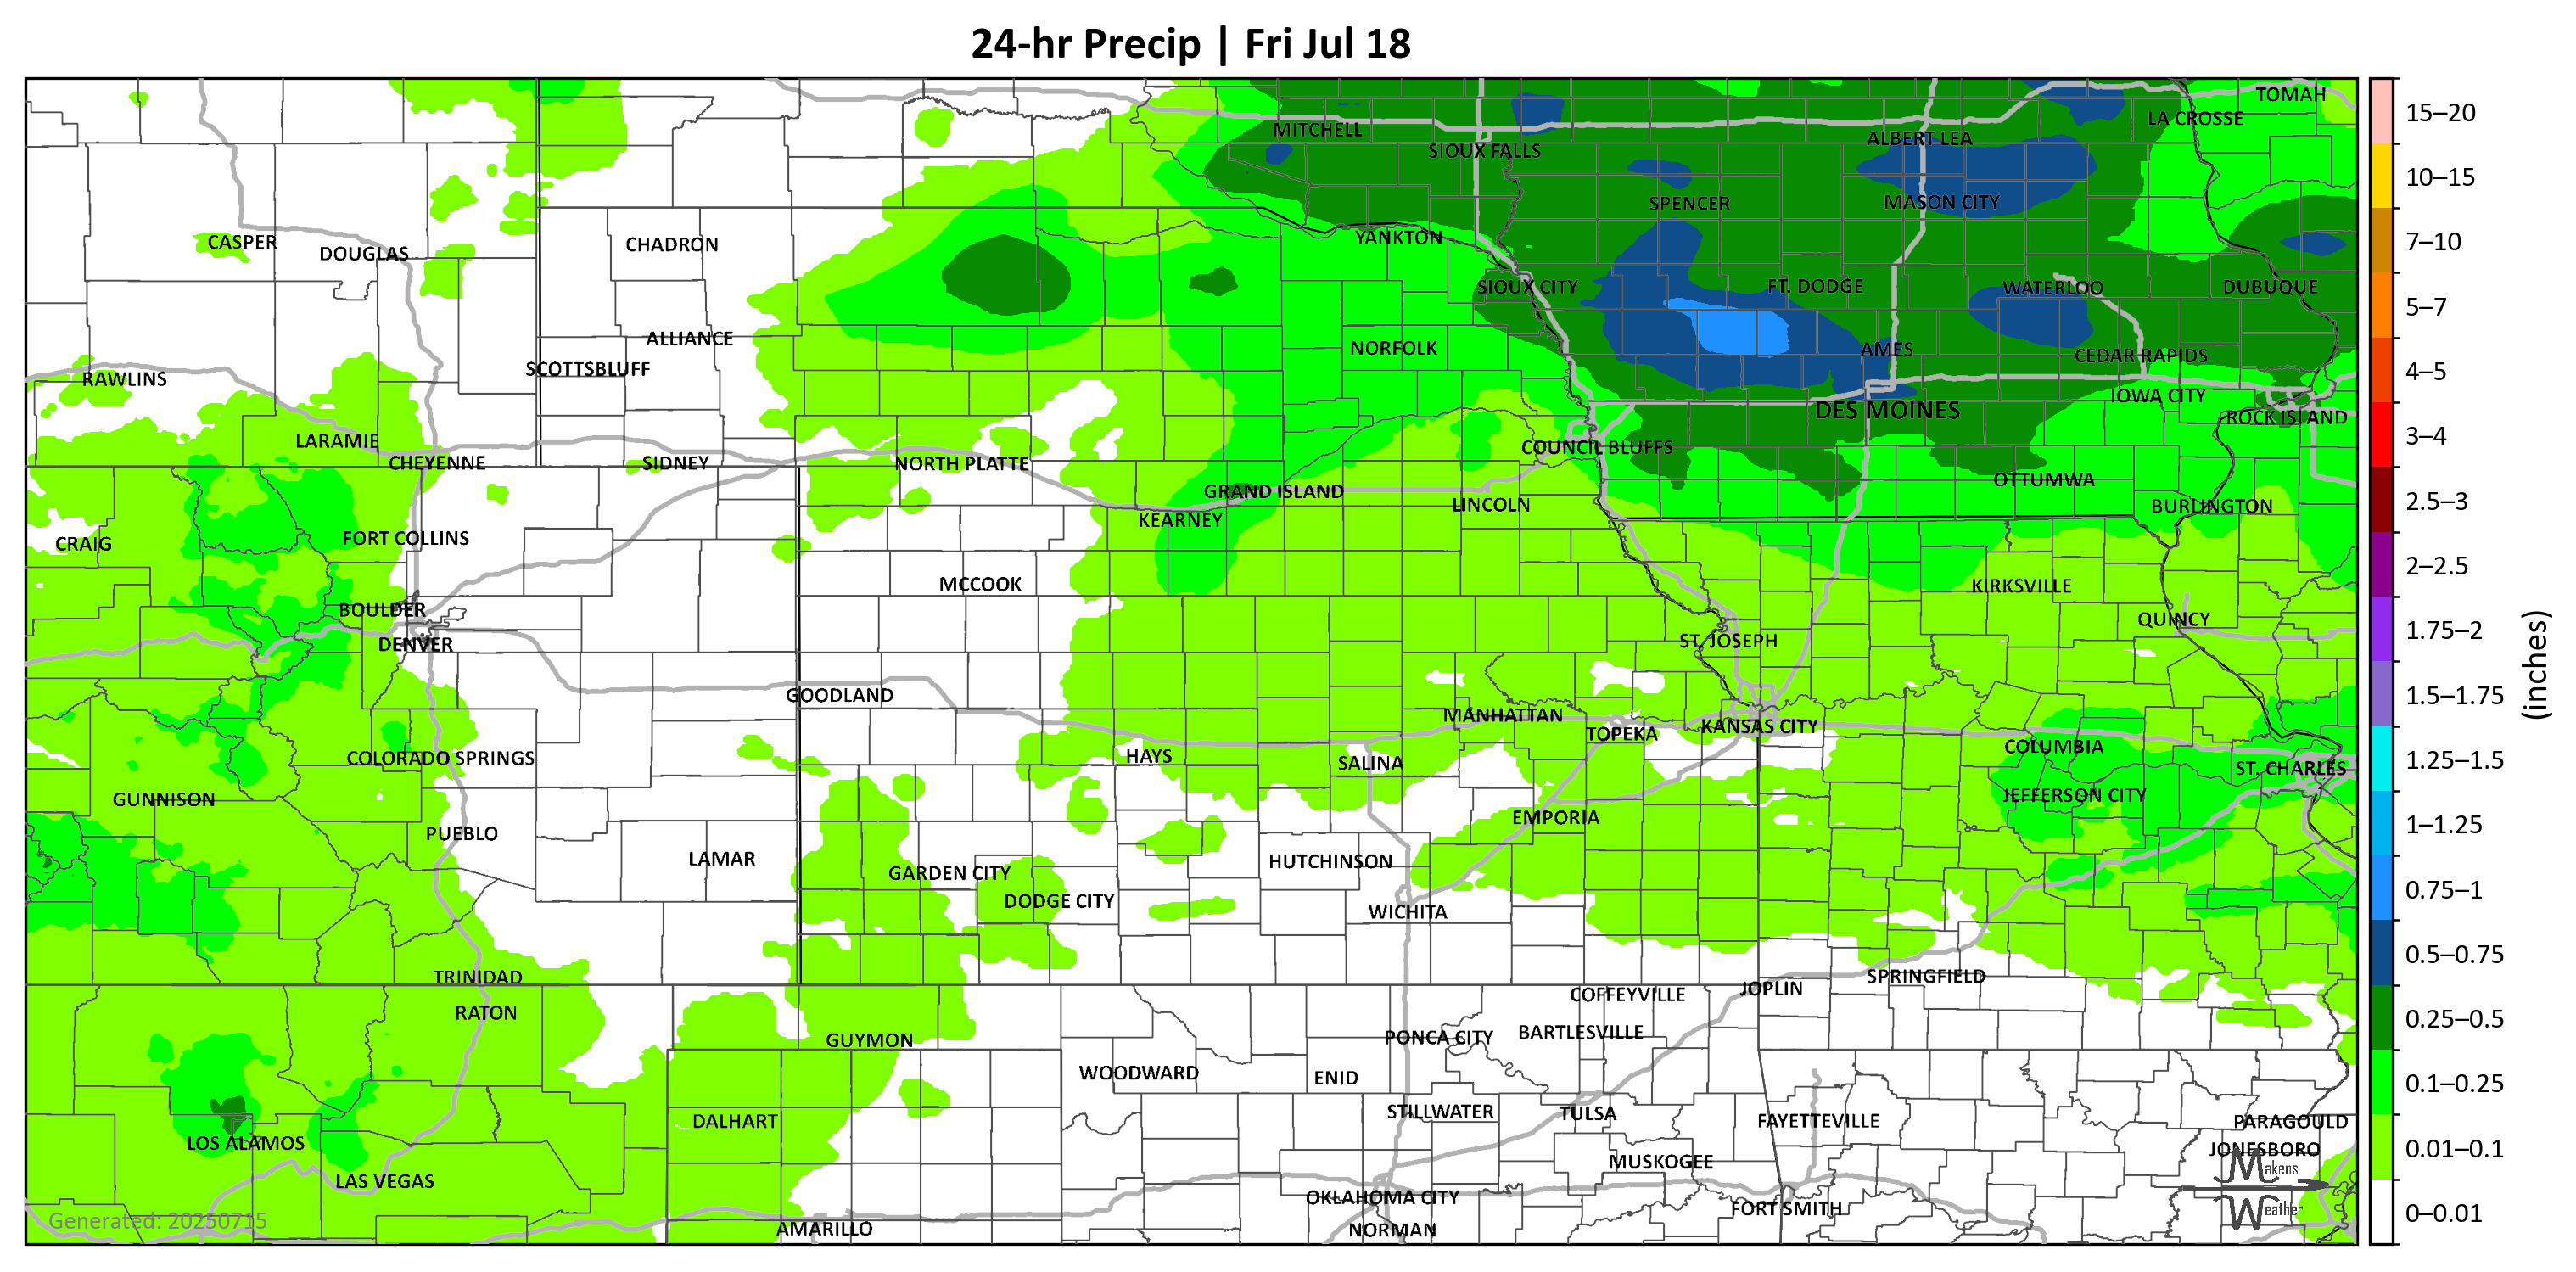 24-hr Precip | Fri Jul 18
TOMAH
LA CROSSE
MITCHELL
ALBERT LEA
SIOUX FALLS
SPENCER
MASON CITY
YANKTON
CASPER
CHADRON
DOUGLAS
SIOUX CITY
FT. DODGE
WATERLOO
DUBUQUE
ALLIANCE
NORFOLK
AMES
CEDAR RAPIDS
SCOTTSBLUFF
RAWLINS
IOWA CITY
DES MOINES
ROCK ISLAND
LARAMIE
COUNCIL BLUFFS
CHEYENNE
SIDNEY
NORTH PLATTE
OTTUMWA
GRAND ISLAND
LINCOLN
BURLINGTON
KEARNEY
FORT COLLINS
CRAIG
MCCOOK
KIRKSVILLE
BOULDER
QUINCY
DENVER
ST. JOSEPH
GOODLAND
MANHATTAN
KANSAS CITY
TOPEKA
COLUMBIA
COLORADO SPRINGS
HAYS
SALINA
ST. CHARLES
GUNNISON
JEFFERSON CITY
EMPORIA
PUEBLO
LAMAR
HUTCHINSON
GARDEN CITY
DODGE CITY
WICHITA
TRINIDAD
SPRINGFIELD
JOPLIN
COFFEYVILLE
RATON
BARTLESVILLE
PONCA CITY
GUYMON
WOODWARD
ENID
STILLWATER
TULSA
DALHART
FAYETTEVILLE
PARAGOULD
LOS ALAMOS
JONESBORO
MUSKOGEE
LAS VEGAS
OKLAHOMA CITY
FORT SMITH
AMARILLO
NORMAN
Generated: 20250715
Makens
Weather
15–20
10–15
7–10
5–7
4–5
3–4
2.5–3
2–2.5
1.75–2
1.5–1.75
1.25–1.5
1–1.25
0.75–1
0.5–0.75
0.25–0.5
0.1–0.25
0.01–0.1
0–0.01
(inches)